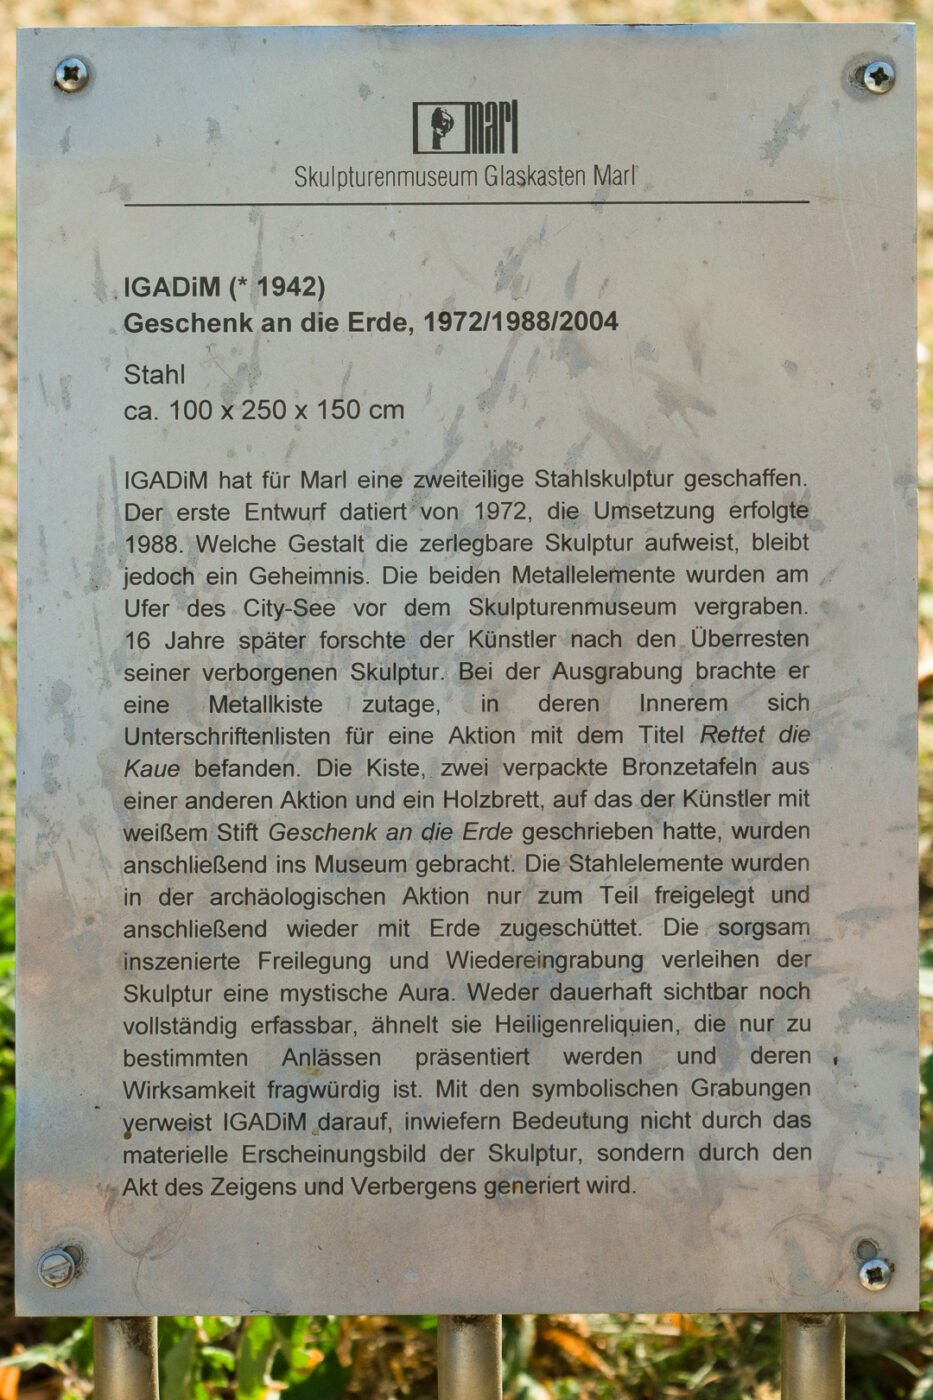 marl
Skulpturenmuseum Glaskasten Marl
IGADiM (* 1942)
Geschenk an die Erde, 1972/1988/2004
Stahl
ca. 100 x 250 x 150 cm
IGADiM hat für Marl eine zweiteilige Stahlskulptur geschaffen.
Der erste Entwurf datiert von 1972, die Umsetzung erfolgte
1988. Welche Gestalt die zerlegbare Skulptur aufweist, bleibt
jedoch ein Geheimnis. Die beiden Metallelemente wurden am
Ufer des City-See vor dem Skulpturenmuseum vergraben.
16 Jahre später forschte der Künstler nach den Überresten
seiner verborgenen Skulptur. Bei der Ausgrabung brachte er
eine Metallkiste zutage, in deren Innerem sich
Unterschriftenlisten für eine Aktion mit dem Titel Rettet die
Kaue befanden. Die Kiste, zwei verpackte Bronzetafeln aus
einer anderen Aktion und ein Holzbrett, auf das der Künstler mit
weißem Stift Geschenk an die Erde geschrieben hatte, wurden
anschließend ins Museum gebracht. Die Stahlelemente wurden
in der archäologischen Aktion nur zum Teil freigelegt und
anschließend wieder mit Erde zugeschüttet. Die sorgsam
inszenierte Freilegung und Wiedereingrabung verleihen der
Skulptur eine mystische Aura. Weder dauerhaft sichtbar noch
vollständig erfassbar, ähnelt sie Heiligenreliquien, die nur zu
bestimmten Anlässen präsentiert werden und deren
Wirksamkeit fragwürdig ist. Mit den symbolischen Grabungen
verweist IGADiM darauf, inwiefern Bedeutung nicht durch das
materielle Erscheinungsbild der Skulptur, sondern durch den
Akt des Zeigens und Verbergens generiert wird.